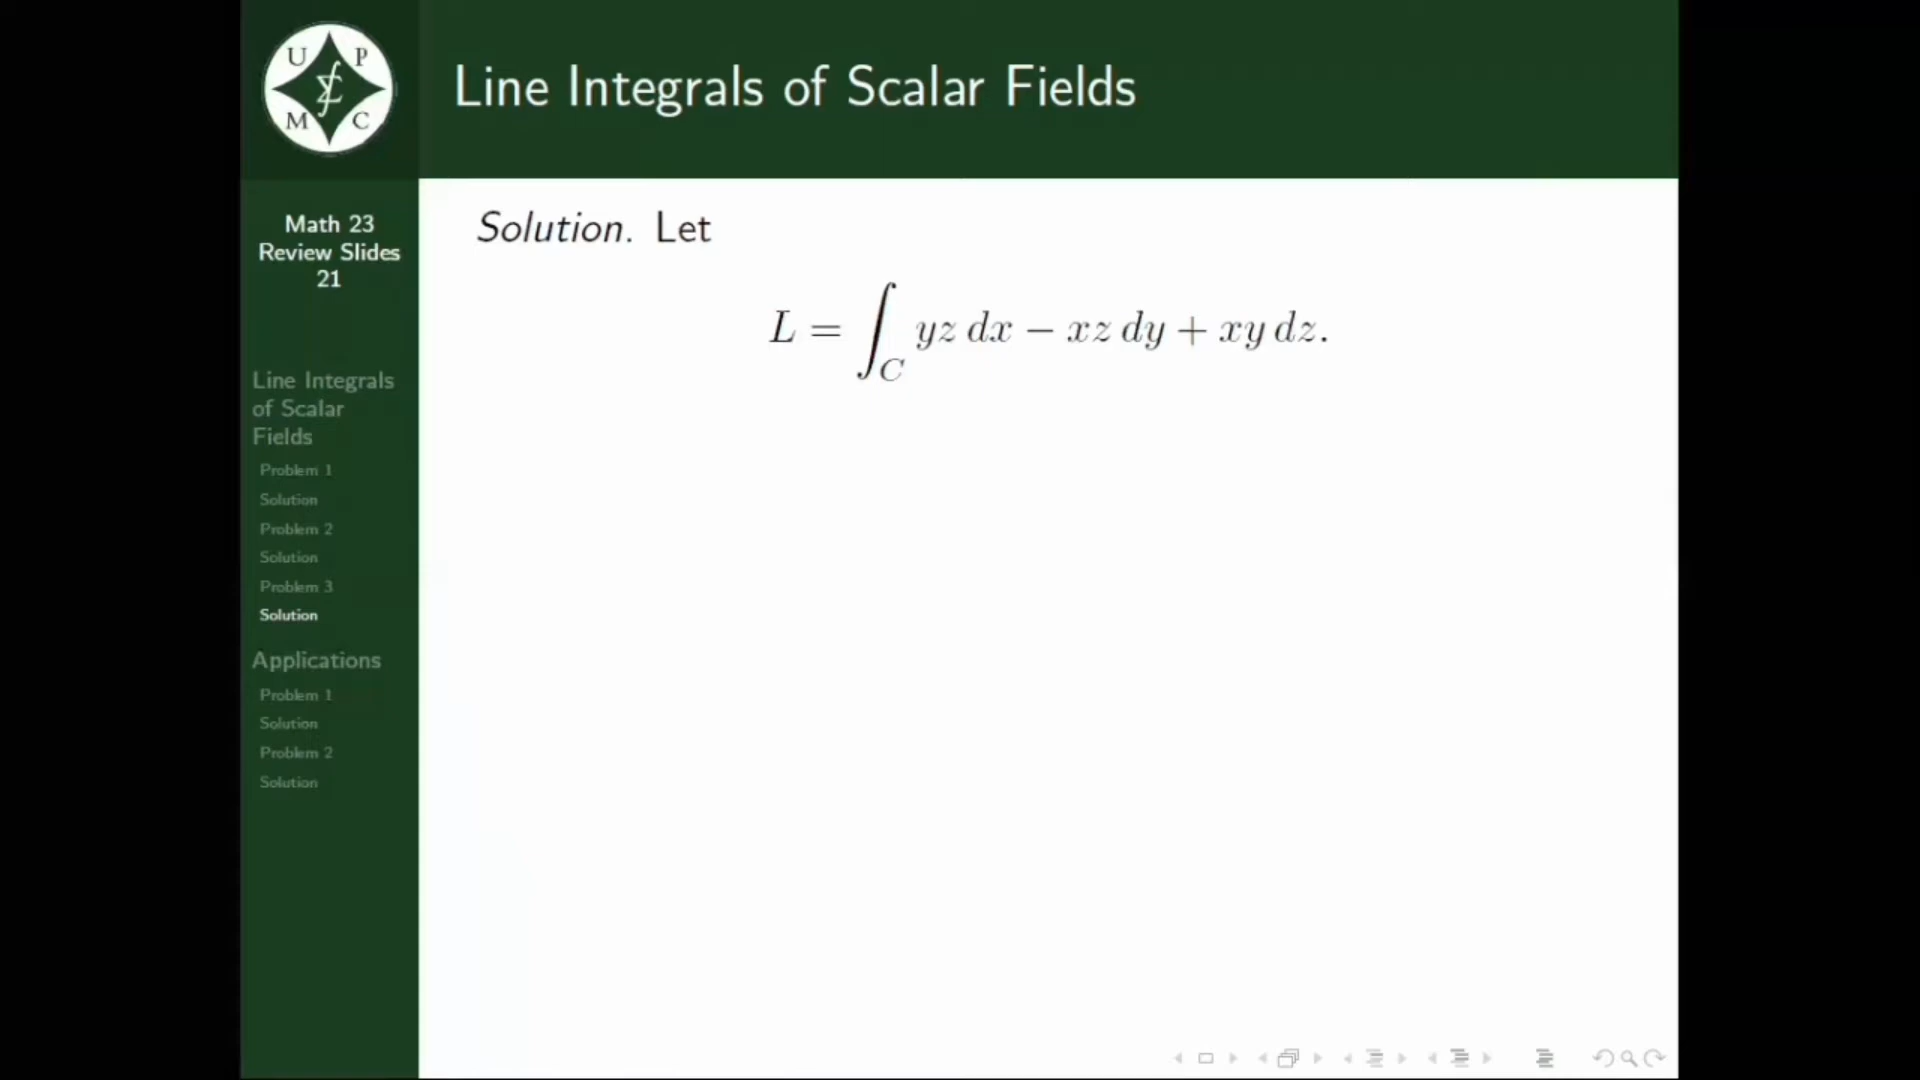 U P
M C
Line Integrals of Scalar Fields
Math 23
Review Slides
21
Line Integrals
of Scalar
Fields
Problem 1
Solution
Problem 2
Solution
Problem 3
Solution
Applications
Problem 1
Solution
Problem 2
Solution
Solution. Let
L = ∫_C yz dx − xz dy + xy dz.